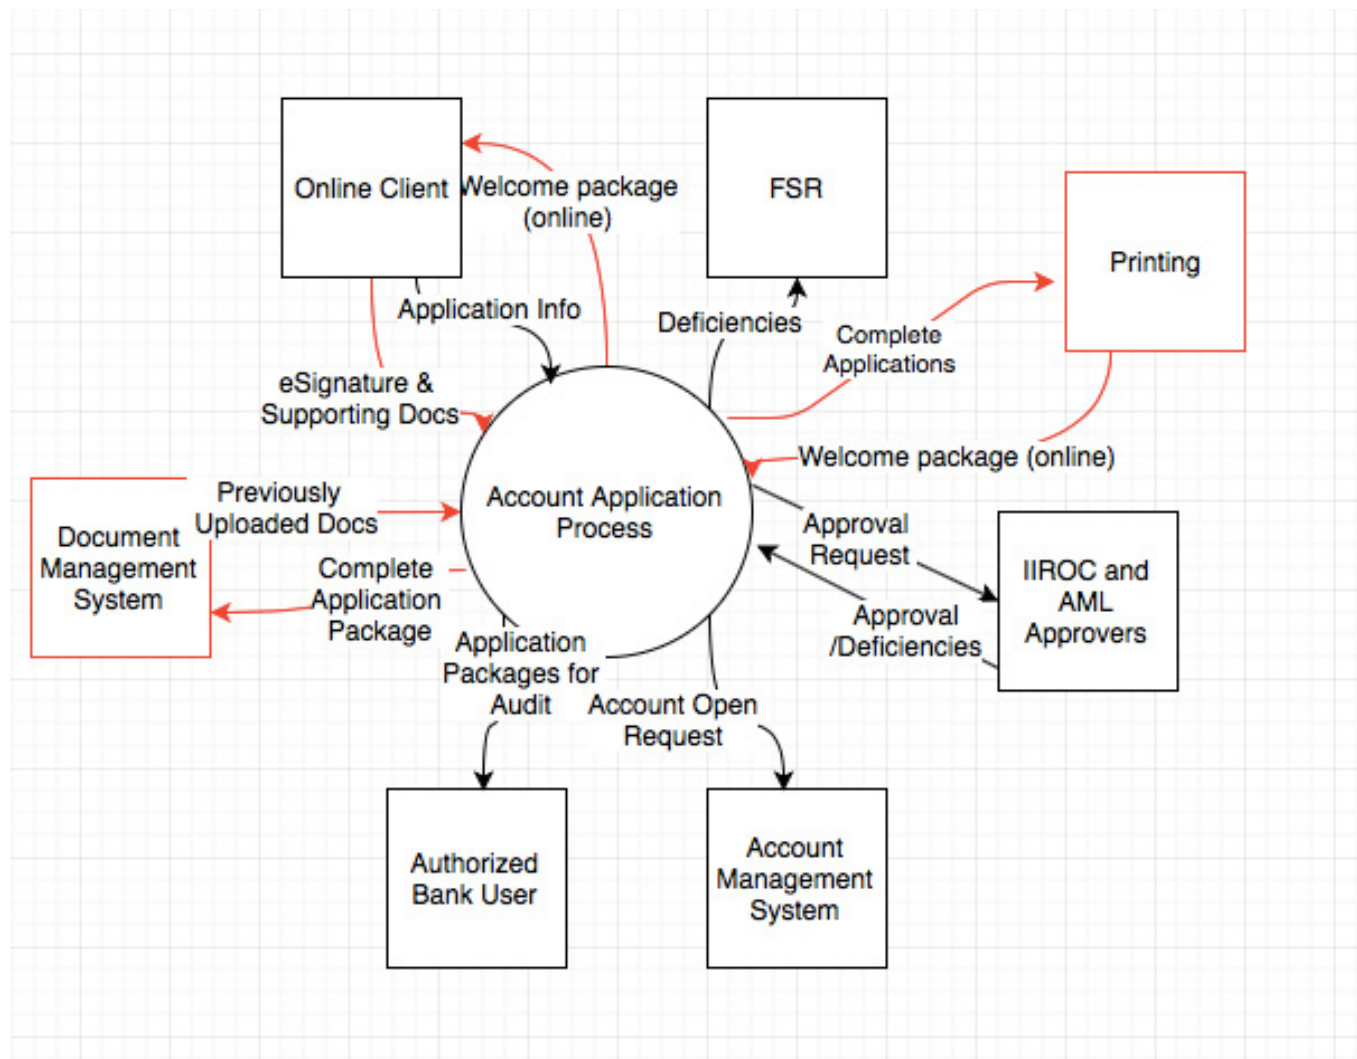 Online Client
Welcome package
(online)
FSR
Printing
Application Info
Deficiencies
Complete
Applications
eSignature &
Supporting Docs
Welcome package (online)
Previously
Uploaded Docs
Account Application
Process
Document
Management
System
Approval
Request
Complete
Application
Package
IIROC and
AML
Approvers
Approval
/Deficiencies
Application
Packages for
Audit
Account Open
Request
Authorized
Bank User
Account
Management
System